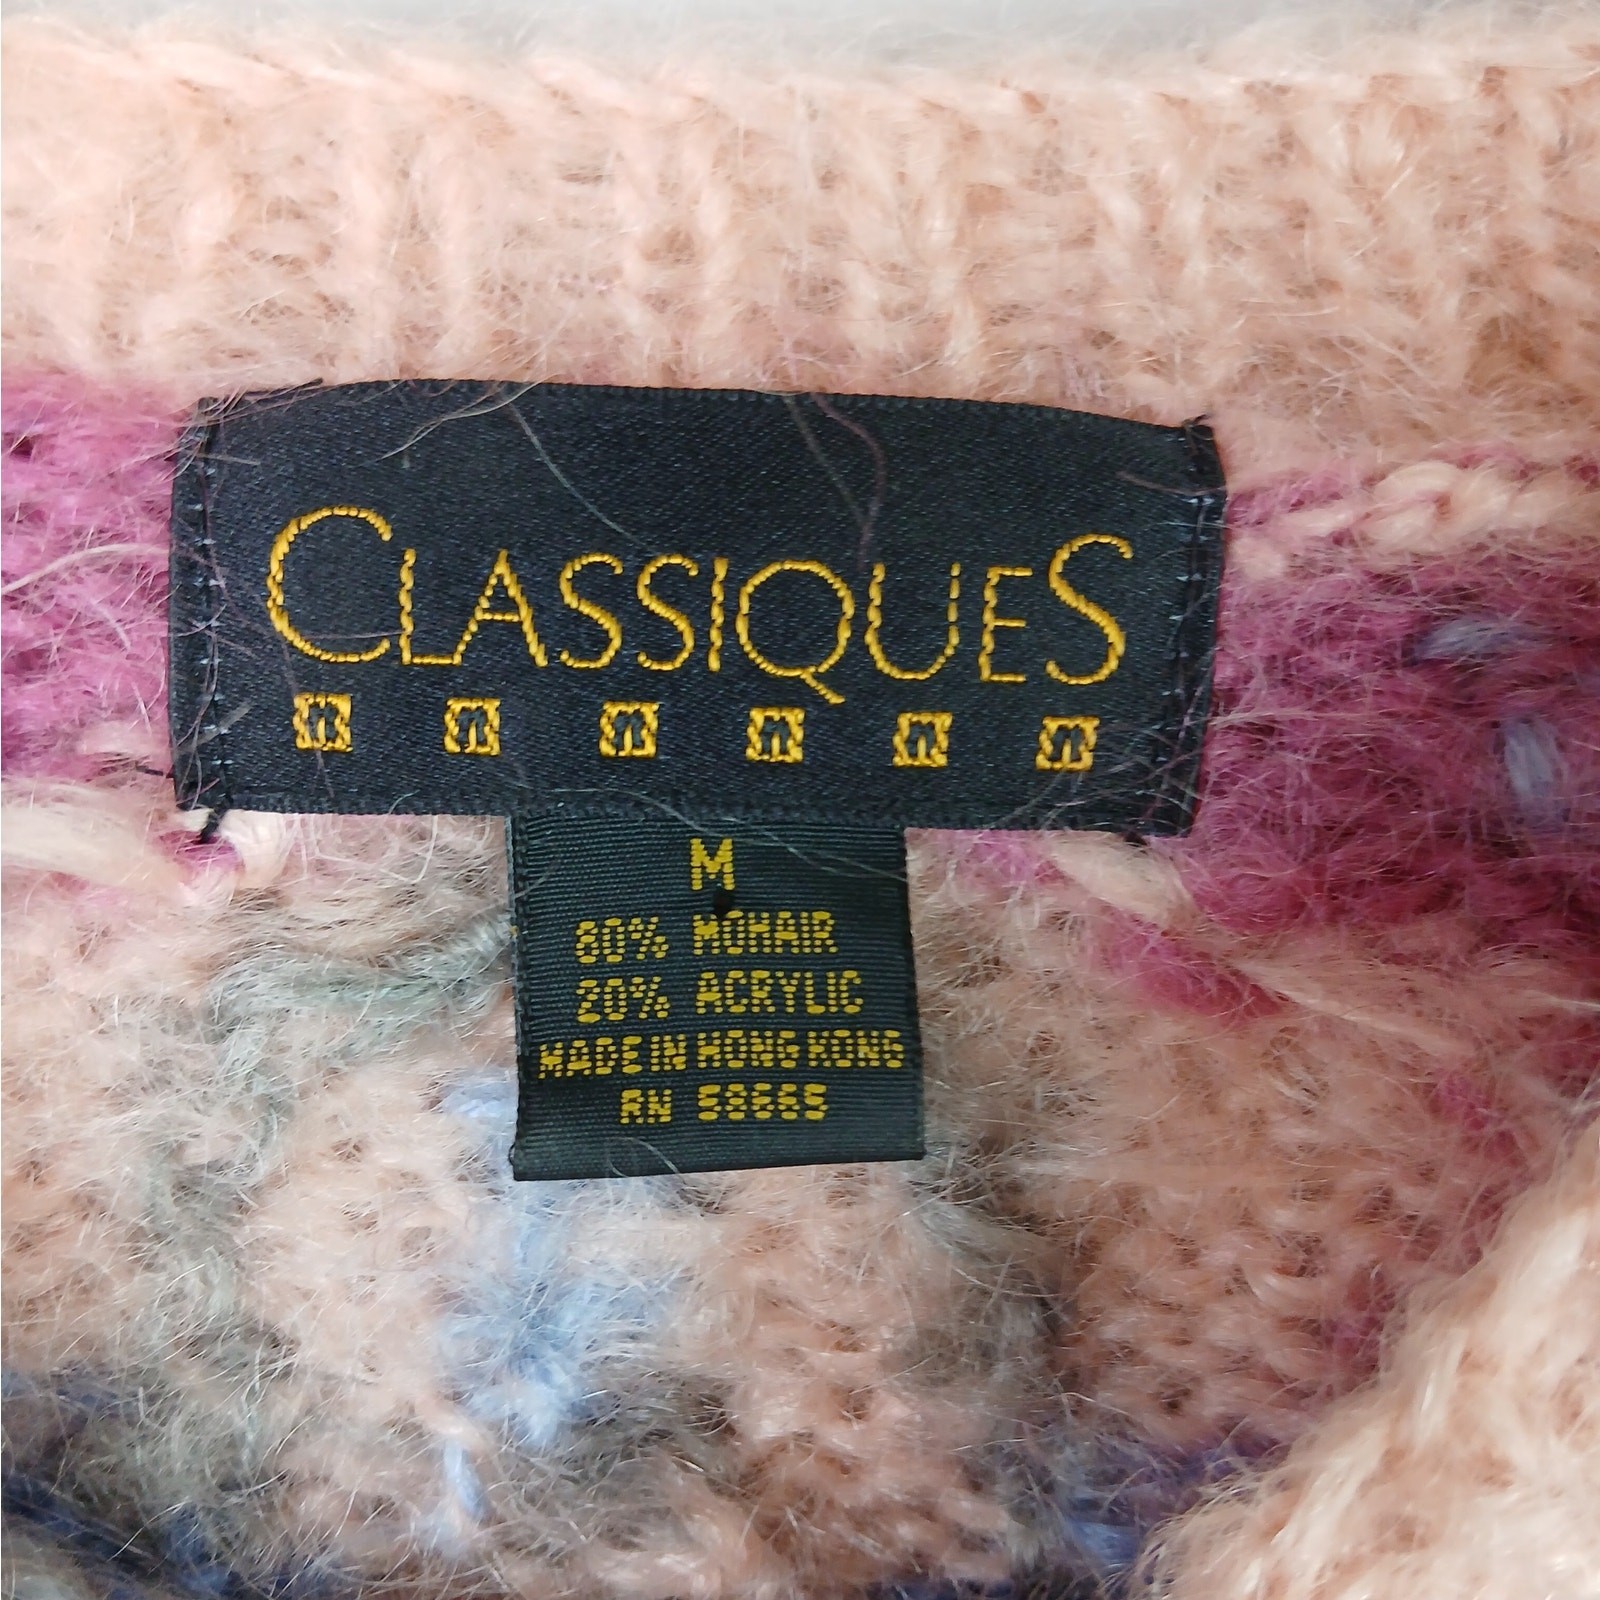 CLASSIQUES
n n n n n n
M
80% MOHAIR
20% ACRYLIC
MADE IN HONG KONG
RN 58665